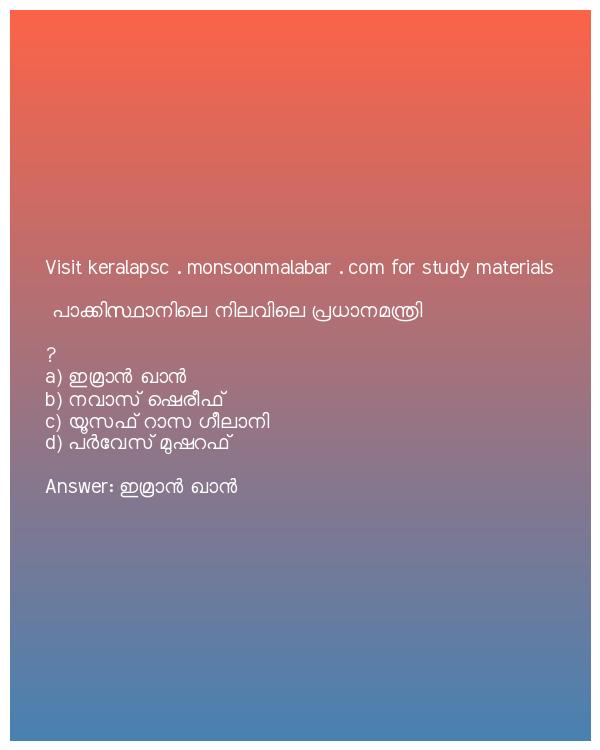 Visit keralapsc . monsoonmalabar . com for study materials
പാക്കിസ്ഥാനിലെ നിലവിലെ പ്രധാനമന്ത്രി
?
a) ഇമ്രാൻ ഖാൻ
b) നവാസ് ഷെരീഫ്
c) യൂസഫ് റാസ ഗീലാനി
d) പർവേസ് മുഷറഫ്
Answer: ഇമ്രാൻ ഖാൻ